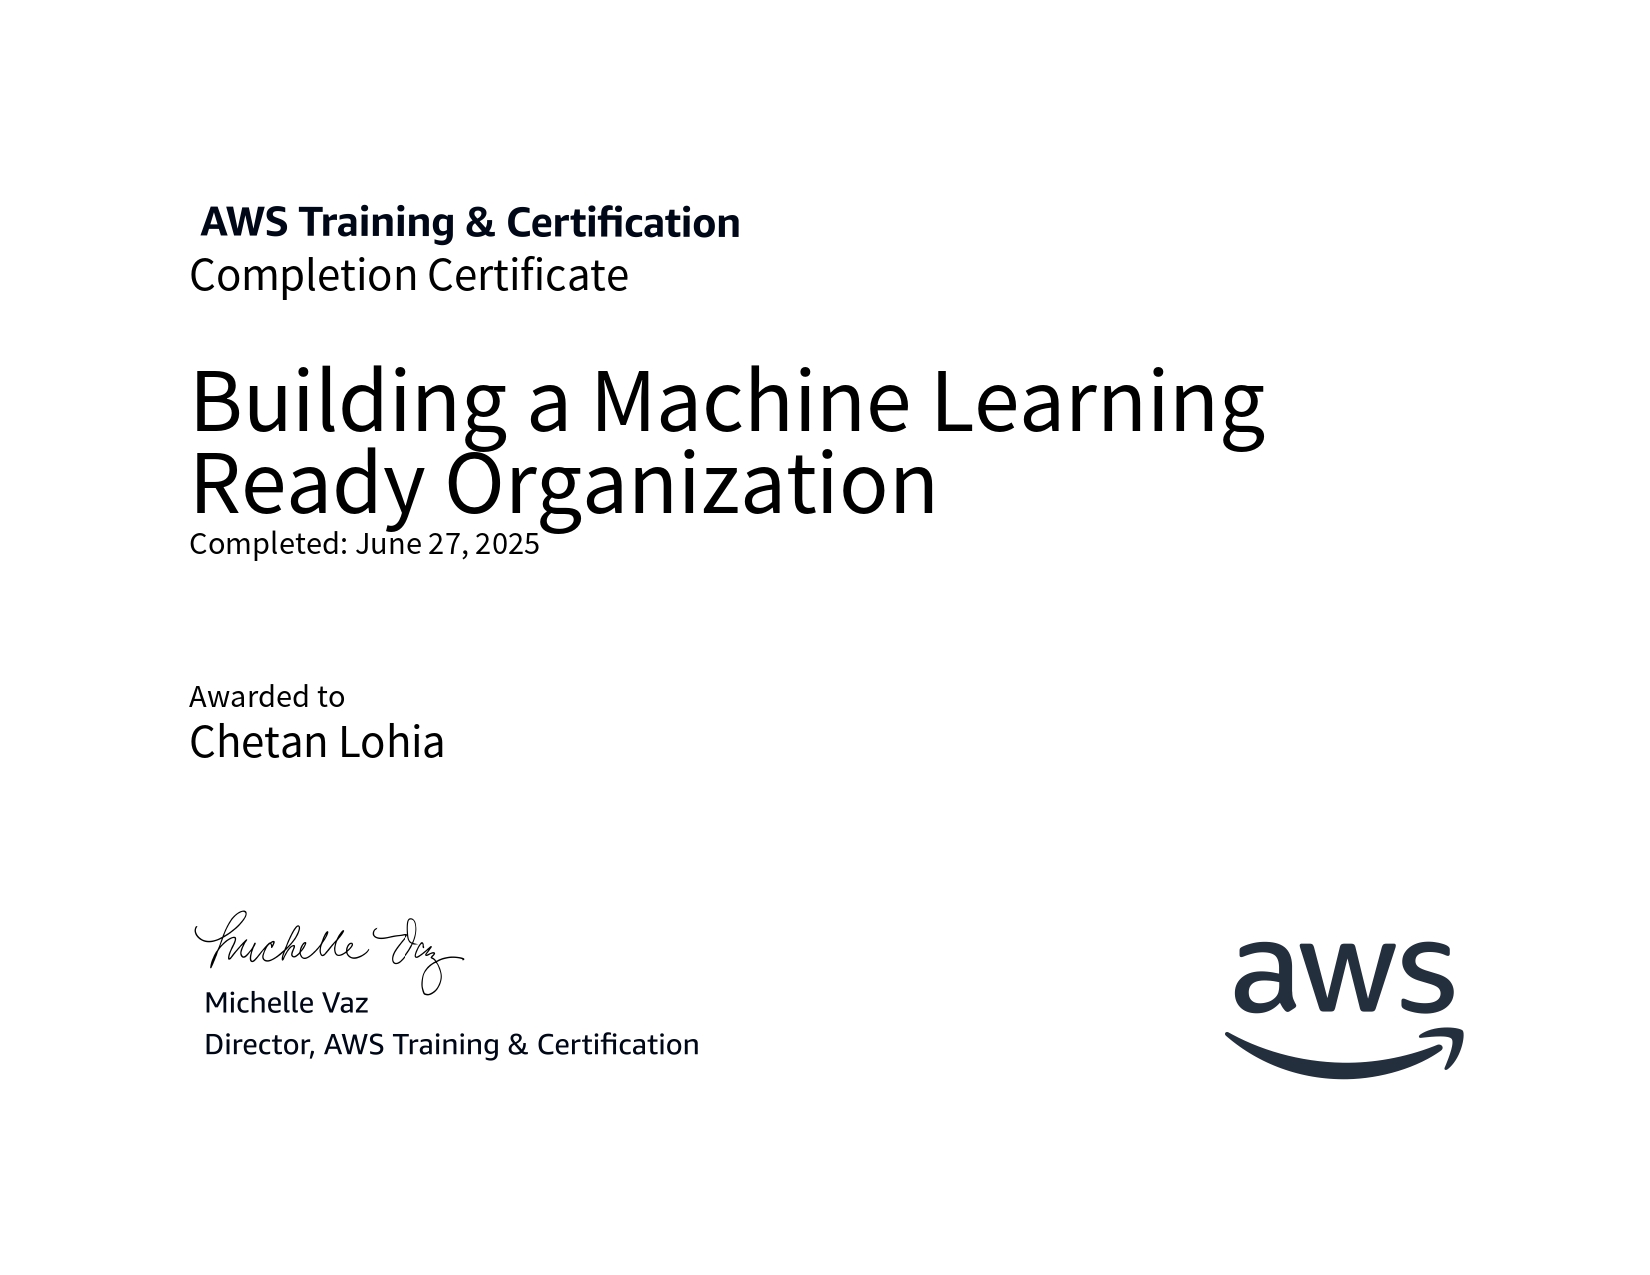 AWS Training & Certification
Completion Certificate
Building a Machine Learning
Ready Organization
Completed: June 27, 2025
Awarded to
Chetan Lohia
Michelle Vaz
Michelle Vaz
Director, AWS Training & Certification
aws